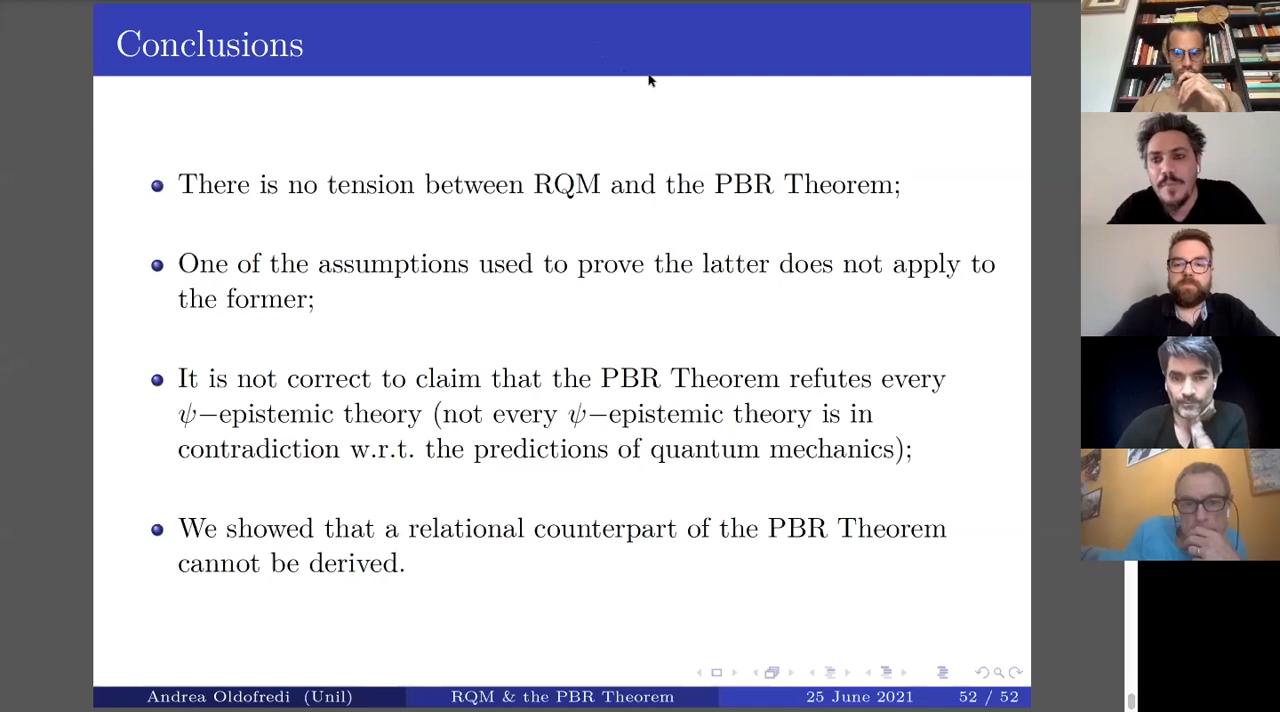 Conclusions
There is no tension between RQM and the PBR Theorem;
One of the assumptions used to prove the latter does not apply to
the former;
It is not correct to claim that the PBR Theorem refutes every
ψ−epistemic theory (not every ψ−epistemic theory is in
contradiction w.r.t. the predictions of quantum mechanics);
We showed that a relational counterpart of the PBR Theorem
cannot be derived.
Andrea Oldofredi (Unil) RQM & the PBR Theorem 25 June 2021 52 / 52